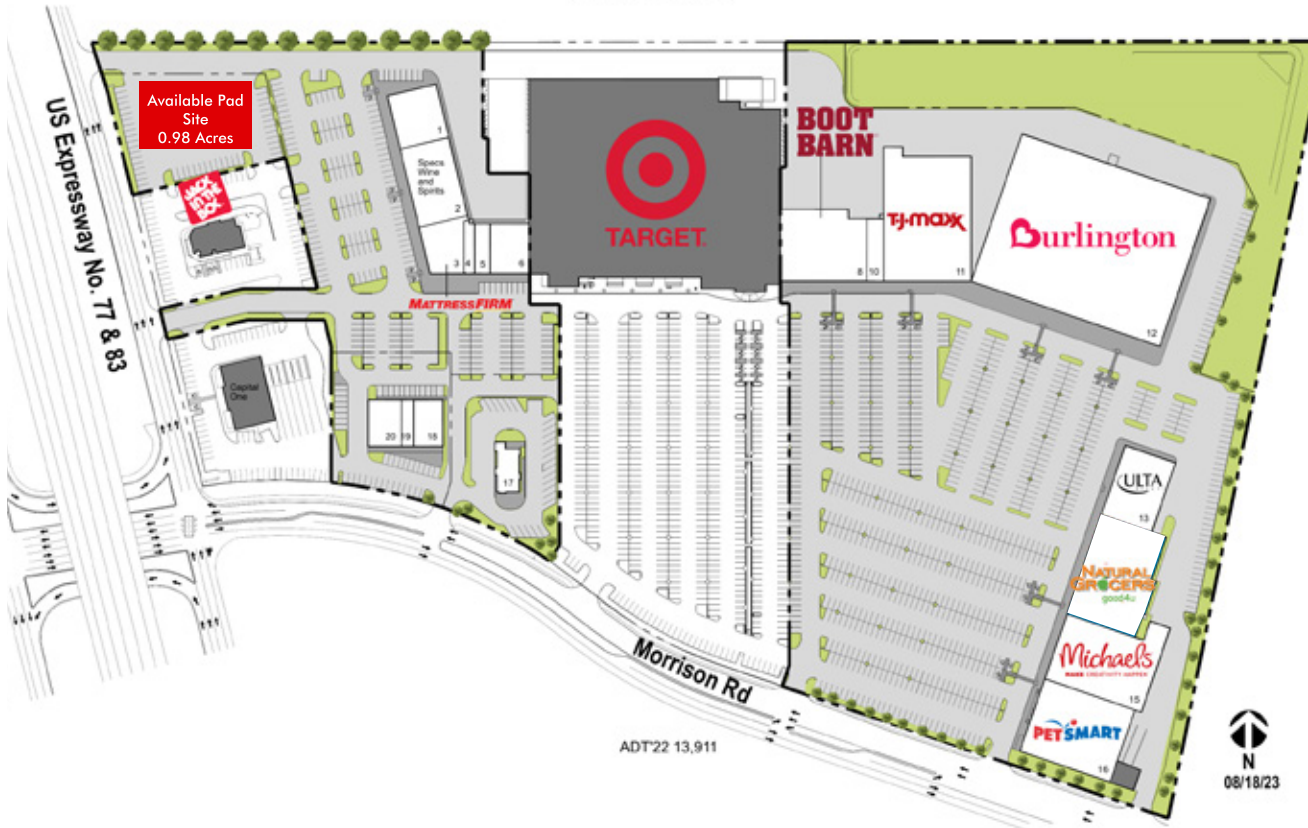 Available Pad
Site
0.98 Acres
US Expressway No. 77 & 83
JACK
IN THE
BOX
1
Specs
Wine
and
Spirits
2
3
4
5
6
MATTRESSFIRM
TARGET
BOOT
BARN
8
10
T·J·maxx
11
Burlington
12
Capital
One
20
19
18
17
ULTA
13
NATURAL
GROCERS
good4u
Michaels
MAKE CREATIVITY HAPPEN
15
PETSMART
16
Morrison Rd
ADT'22 13,911
N
08/18/23